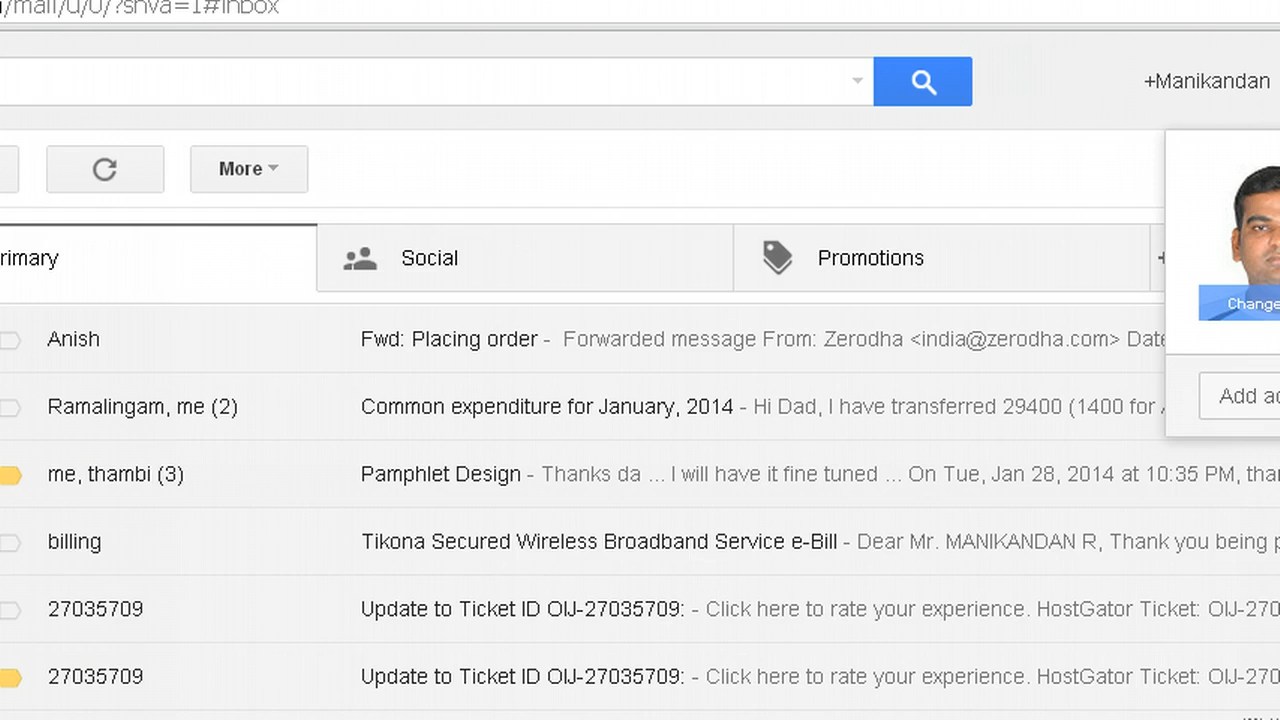 /mail/u/0/?shva=1#inbox
+Manikandan
More
rimary Social Promotions +
Change
Anish Fwd: Placing order - Forwarded message From: Zerodha <india@zerodha.com> Date
Add ac
Ramalingam, me (2) Common expenditure for January, 2014 - Hi Dad, I have transferred 29400 (1400 for
me, thambi (3) Pamphlet Design - Thanks da ... I will have it fine tuned ... On Tue, Jan 28, 2014 at 10:35 PM, than
billing Tikona Secured Wireless Broadband Service e-Bill - Dear Mr. MANIKANDAN R, Thank you being p
27035709 Update to Ticket ID OIJ-27035709: - Click here to rate your experience. HostGator Ticket: OIJ-270
27035709 Update to Ticket ID OIJ-27035709: - Click here to rate your experience. HostGator Ticket: OIJ-270